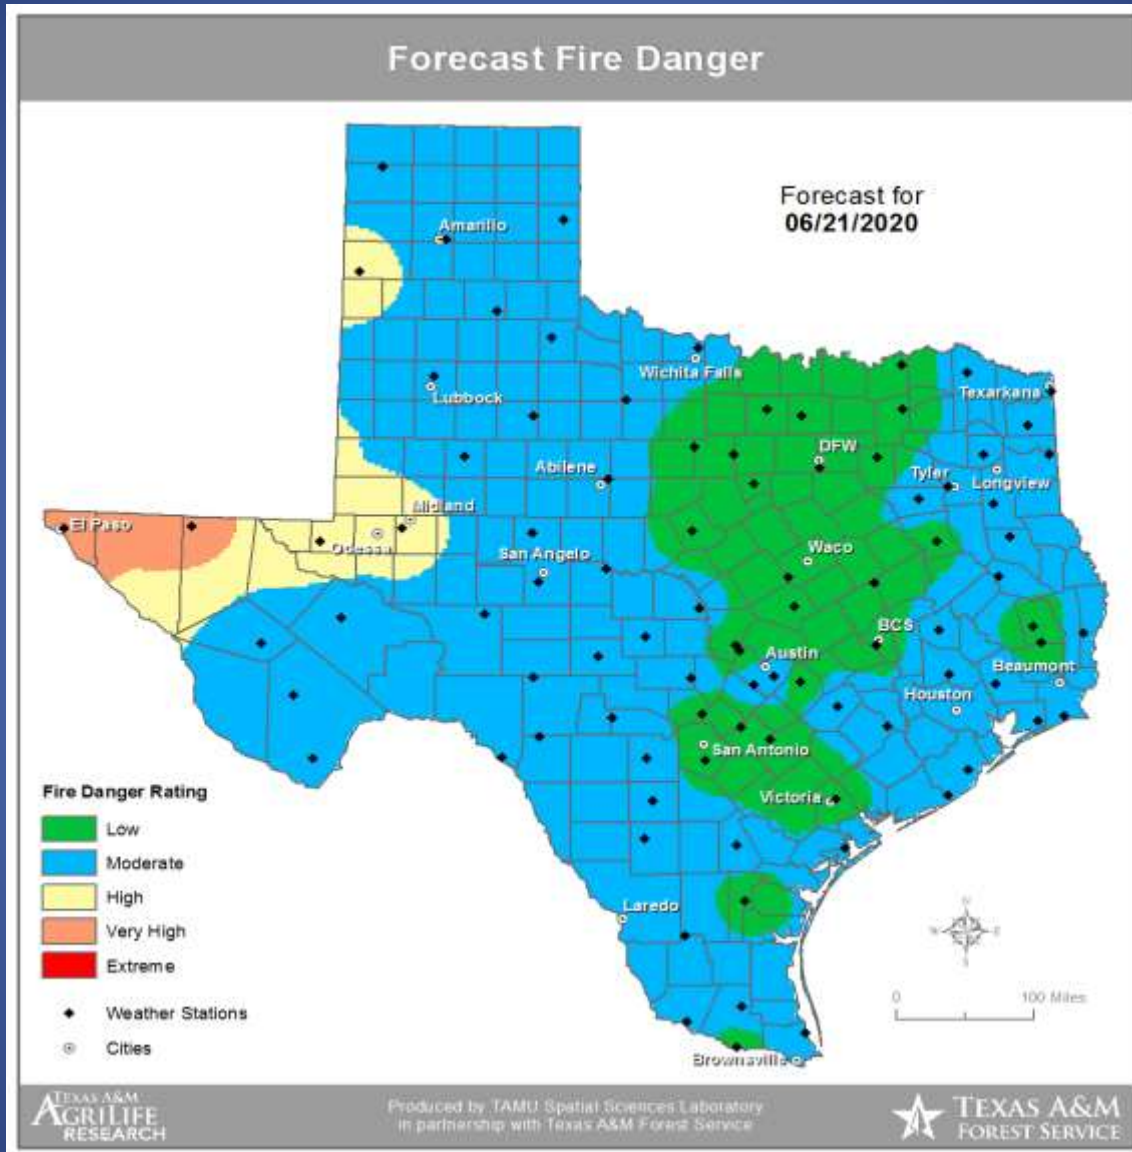 Forecast Fire Danger
Forecast for
06/21/2020
Amarillo
Wichita Falls
Lubbock
Texarkana
DFW
Abilene
Tyler
Longview
Midland
El Paso
Odessa
San Angelo
Waco
BCS
Austin
Beaumont
Houston
San Antonio
Victoria
Laredo
Brownsville
Fire Danger Rating
Low
Moderate
High
Very High
Extreme
Weather Stations
Cities
N
W E
S
0 100 Miles
TEXAS A&M
AGRILIFE
RESEARCH
Produced by TAMU Spatial Sciences Laboratory
in partnership with Texas A&M Forest Service
TEXAS A&M
FOREST SERVICE